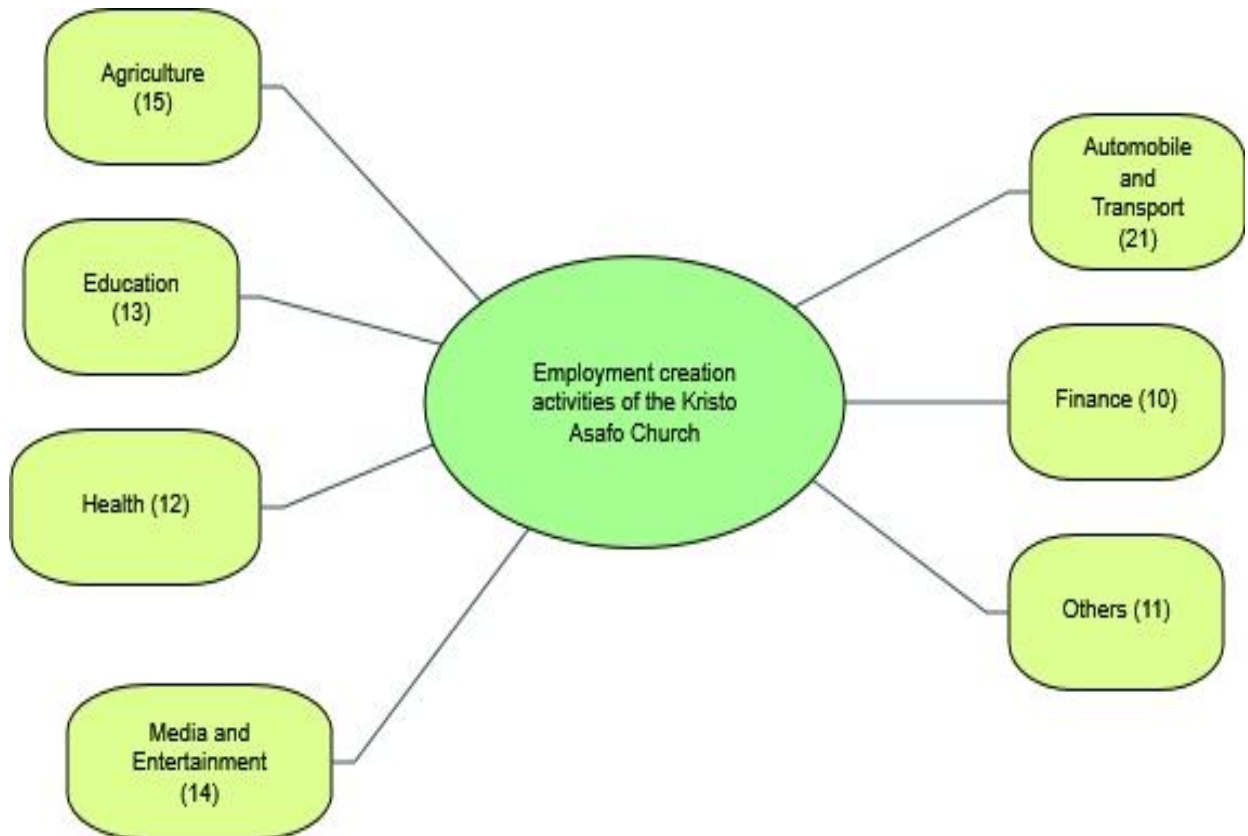 Agriculture
(15)
Education
(13)
Health (12)
Media and
Entertainment
(14)
Employment creation
activities of the Kristo
Asafo Church
Automobile
and
Transport
(21)
Finance (10)
Others (11)